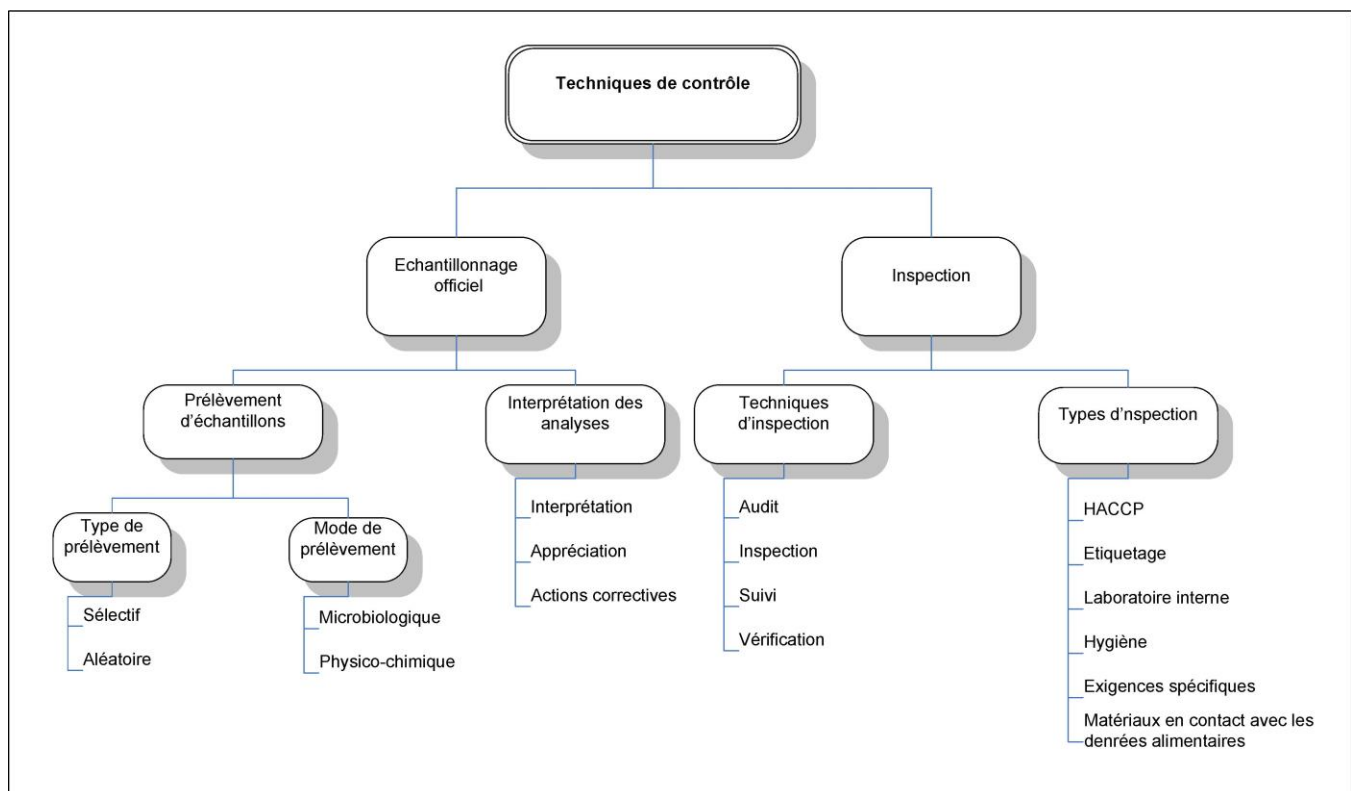 Techniques de contrôle
Echantillonnage
officiel
Inspection
Prélèvement
d'échantillons
Interprétation des
analyses
Techniques
d'inspection
Types d'nspection
Type de
prélèvement
Mode de
prélèvement
Sélectif
Aléatoire
Microbiologique
Physico-chimique
Interprétation
Appréciation
Actions correctives
Audit
Inspection
Suivi
Vérification
HACCP
Etiquetage
Laboratoire interne
Hygiène
Exigences spécifiques
Matériaux en contact avec les
denrées alimentaires